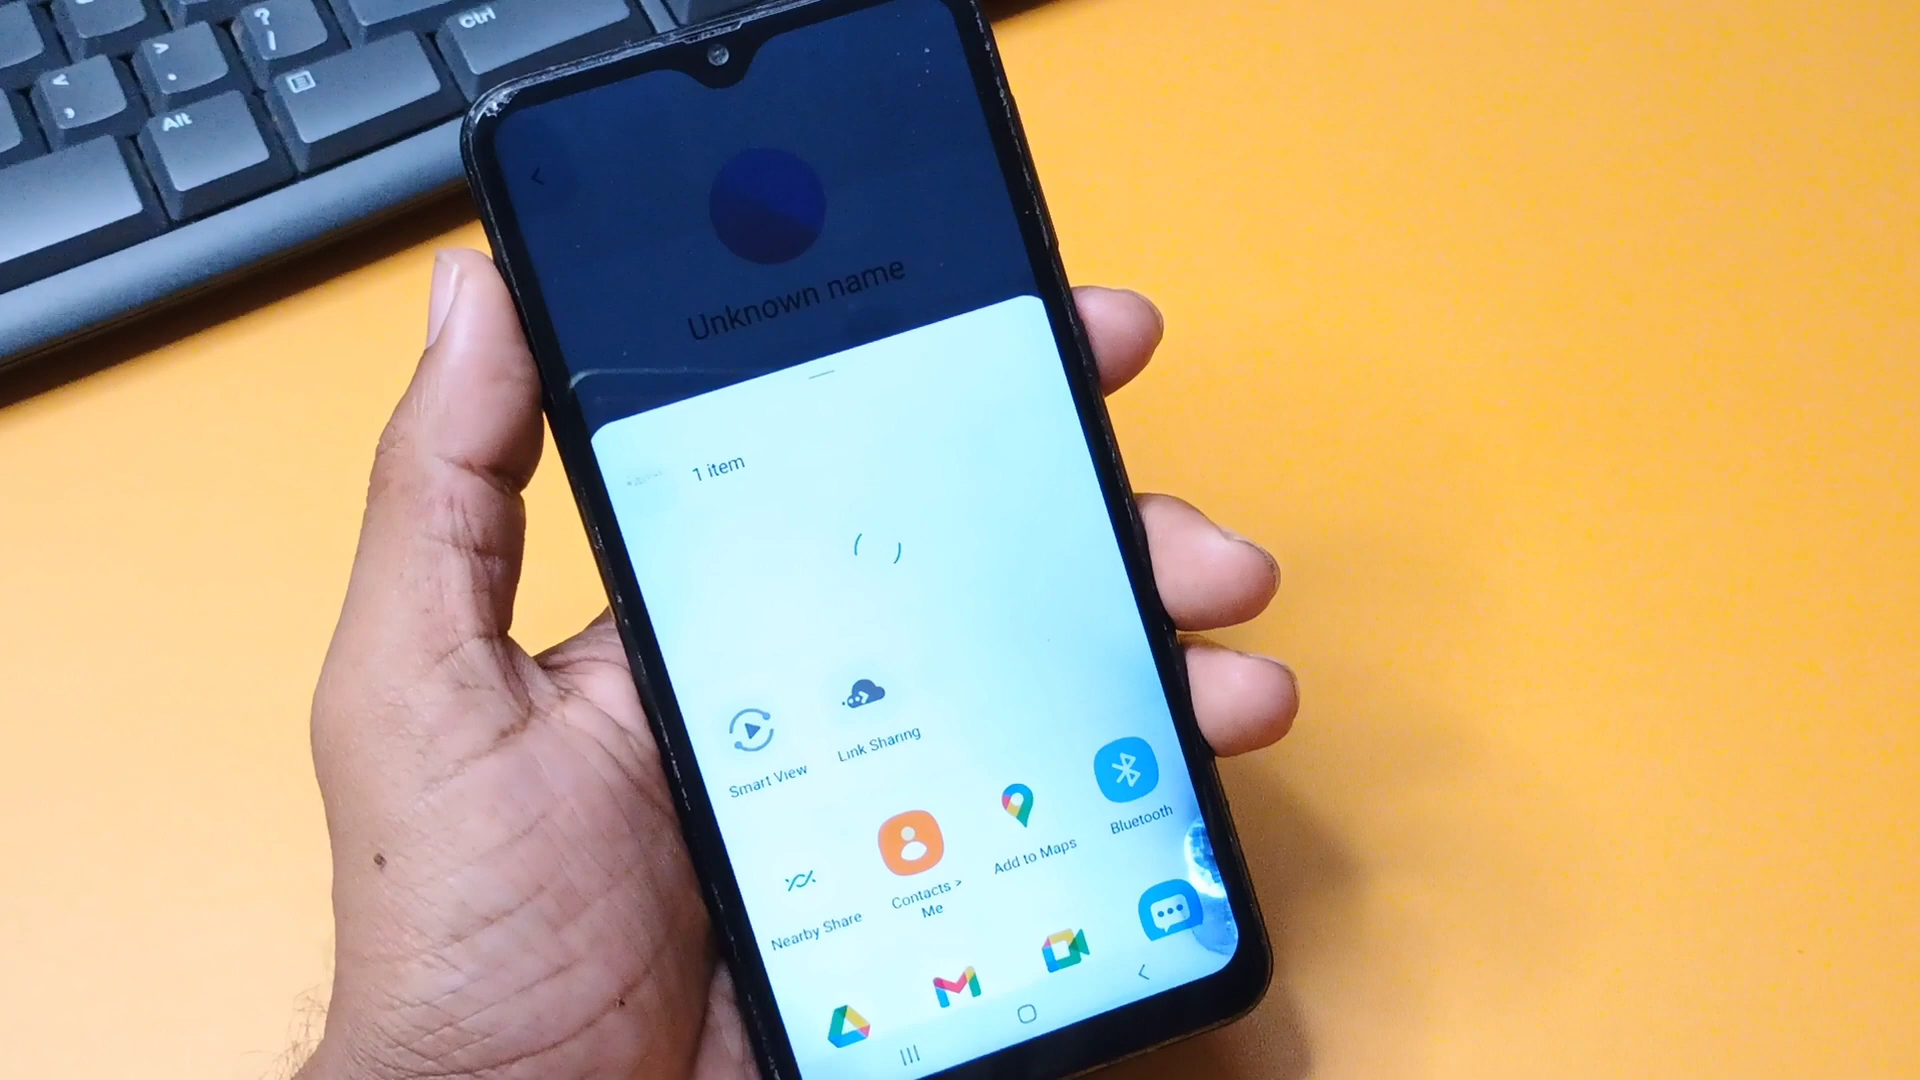 ?
/
Ctrl
>
.
<
,
Alt
Unknown name
1 item
Smart View
Link Sharing
Nearby Share
Contacts >
Me
Add to Maps
Bluetooth